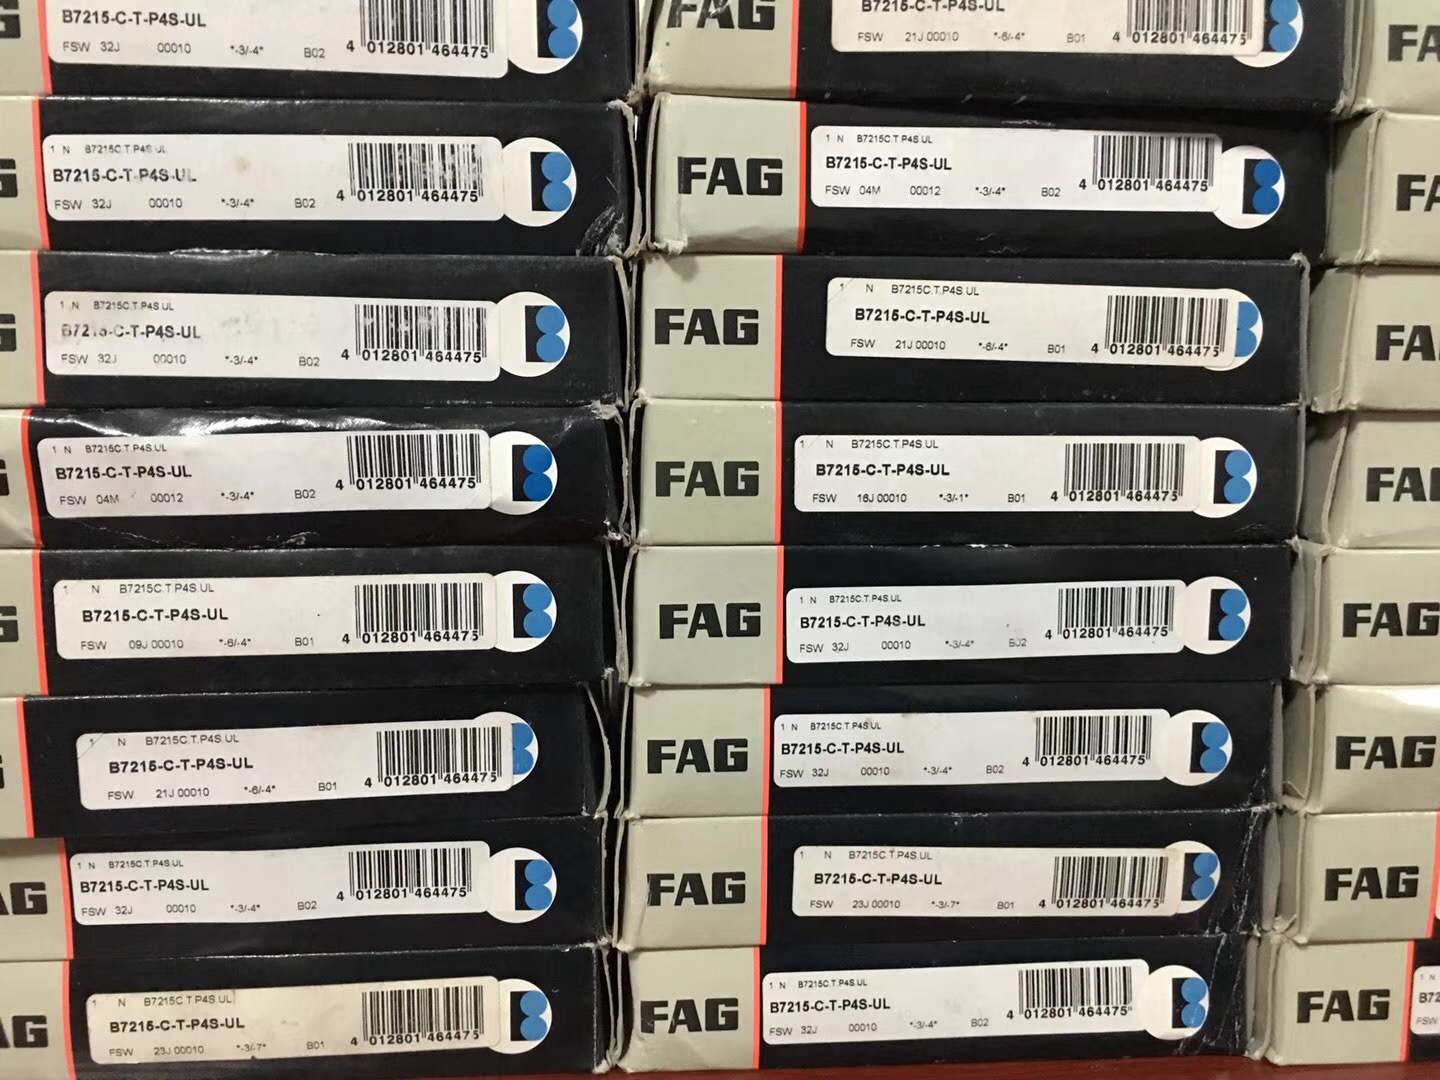 B7215-C-T-P4S-UL
FSW 32J 00010 *-3/-4* B02 4 012801 464475
FAG
B7215-C-T-P4S-UL
FSW 21J 00010 *-6/-4* B01 4 012801 464475
1 N B7215C.T.P4S.UL
B7215-C-T-P4S-UL
FSW 32J 00010 *-3/-4* B02 4 012801 464475
FAG
1 N B7215C.T.P4S.UL
B7215-C-T-P4S-UL
FSW 04M 00012 *-3/-4* B02 4 012801 464475
1 N B7215C.T.P4S.UL
B7215-C-T-P4S-UL
FSW 32J 00010 *-3/-4* B02 4 012801 464475
FAG
1 N B7215C.T.P4S.UL
B7215-C-T-P4S-UL
FSW 21J 00010 *-6/-4* B01 4 012801 464475
1 N B7215C.T.P4S.UL
B7215-C-T-P4S-UL
FSW 04M 00012 *-3/-4* B02 4 012801 464475
FAG
1 N B7215C.T.P4S.UL
B7215-C-T-P4S-UL
FSW 16J 00010 *-3/-1* B01 4 012801 464475
1 N B7215C.T.P4S.UL
B7215-C-T-P4S-UL
FSW 09J 00010 *-6/-4* B01 4 012801 464475
FAG
1 N B7215C.T.P4S.UL
B7215-C-T-P4S-UL
FSW 32J 00010 *-3/-4* B02 4 012801 464475
FAG
1 N B7215C.T.P4S.UL
B7215-C-T-P4S-UL
FSW 21J 00010 *-6/-4* B01 4 012801 464475
FAG
1 N B7215C.T.P4S.UL
B7215-C-T-P4S-UL
FSW 32J 00010 *-3/-4* B02 4 012801 464475
FAG
1 N B7215C.T.P4S.UL
B7215-C-T-P4S-UL
FSW 32J 00010 *-3/-4* B02 4 012801 464475
FAG
1 N B7215C.T.P4S.UL
B7215-C-T-P4S-UL
FSW 23J 00010 *-3/-7* B01 4 012801 464475
FAG
1 N B7215C.T.P4S.UL
B7215-C-T-P4S-UL
FSW 23J 00010 *-3/-7* B01 4 012801 464475
FAG
1 N B7215C.T.P4S.UL
B7215-C-T-P4S-UL
FSW 32J 00010 *-3/-4* B02 4 012801 464475
FAG
1 N
FSW